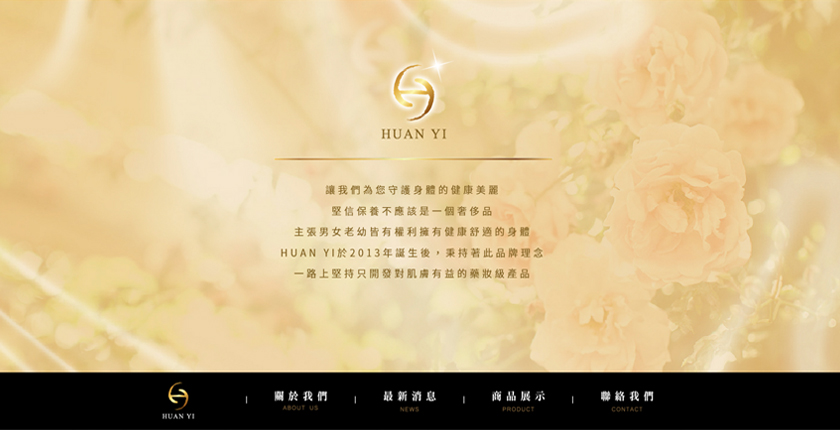 HUAN YI
讓我們為您守護身體的健康美麗
堅信保養不應該是一個奢侈品
主張男女老幼皆有權利擁有健康舒適的身體
HUAN YI於2013年誕生後，秉持著此品牌理念
一路上堅持只開發對肌膚有益的藥妝級產品
HUAN YI
關於我們
ABOUT US
最新消息
NEWS
商品展示
PRODUCT
聯絡我們
CONTACT